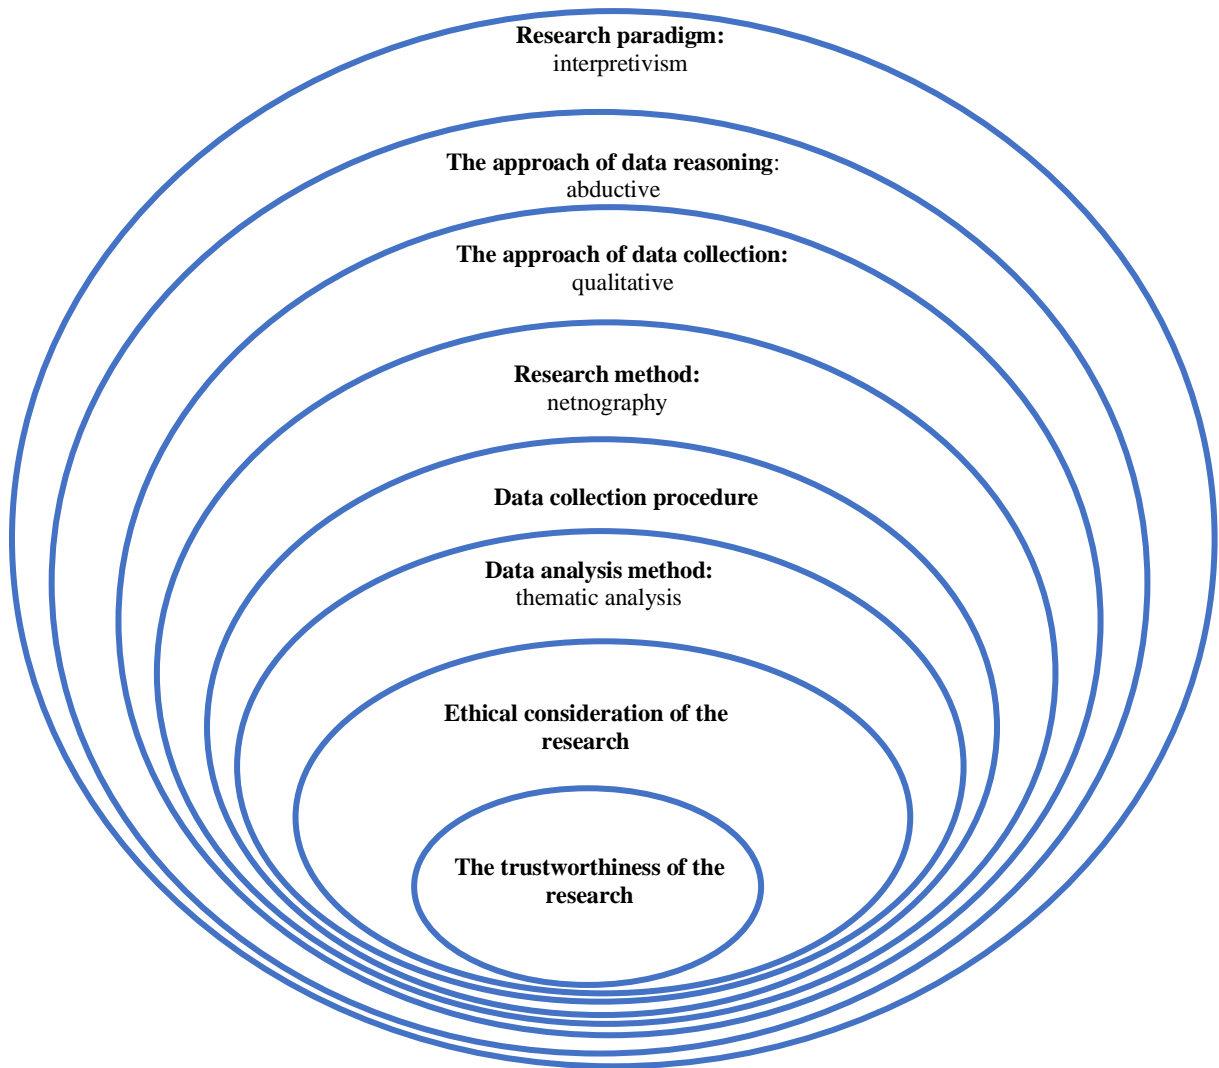 Research paradigm:
interpretivism
The approach of data reasoning:
abductive
The approach of data collection:
qualitative
Research method:
netnography
Data collection procedure
Data analysis method:
thematic analysis
Ethical consideration of the
research
The trustworthiness of the
research